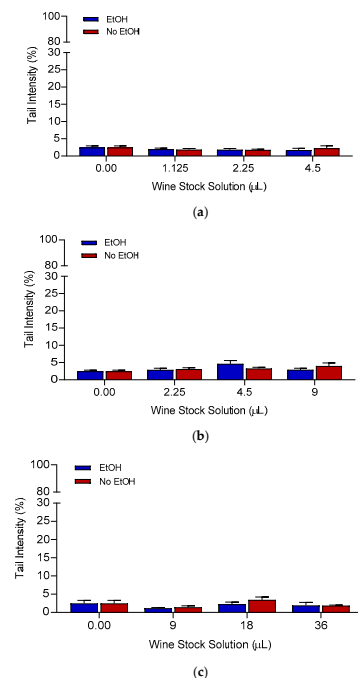 EtOH
No EtOH
Tail Intensity (%)
100
80
30
25
20
15
10
5
0
0.00 1.125 2.25 4.5
Wine Stock Solution (µL)
(a)
EtOH
No EtOH
Tail Intensity (%)
100
80
30
25
20
15
10
5
0
0.00 2.25 4.5 9
Wine Stock Solution (µL)
(b)
EtOH
No EtOH
Tail Intensity (%)
100
80
30
25
20
15
10
5
0
0.00 9 18 36
Wine Stock Solution (µL)
(c)